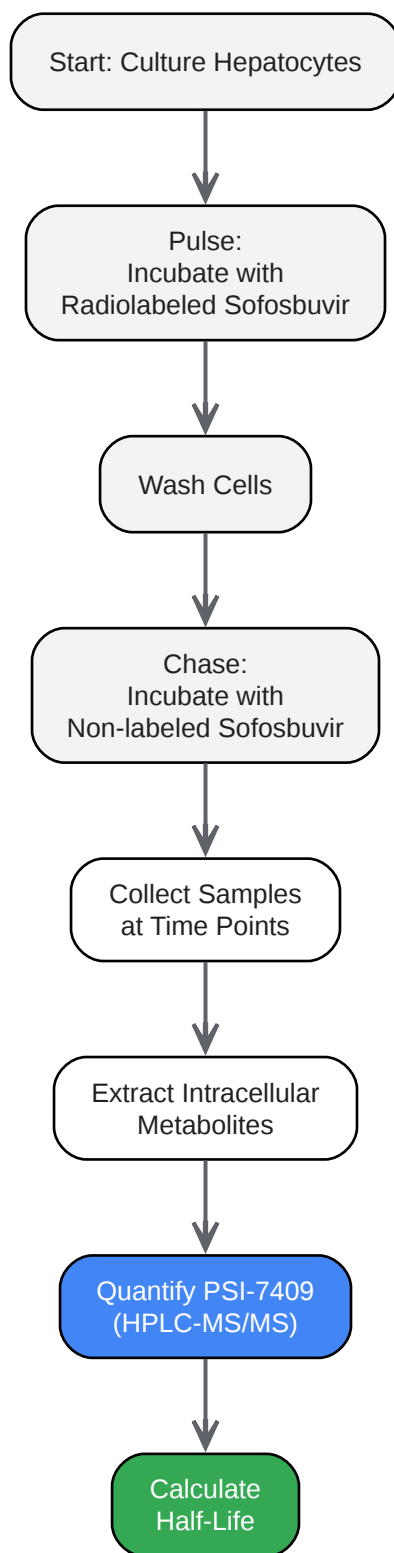 Start: Culture Hepatocytes
Pulse:
Incubate with
Radiolabeled Sofosbuvir
Wash Cells
Chase:
Incubate with
Non-labeled Sofosbuvir
Collect Samples
at Time Points
Extract Intracellular
Metabolites
Quantify PSI-7409
(HPLC-MS/MS)
Calculate
Half-Life